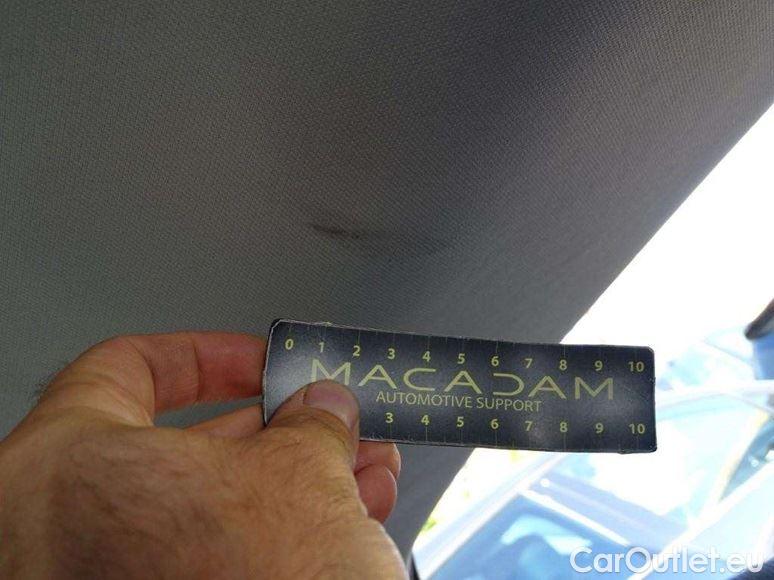 0 1 2 3 4 5 6 7 8 9 10
MACADAM
AUTOMOTIVE SUPPORT
3 4 5 6 7 8 9 10
CarOutlet.eu